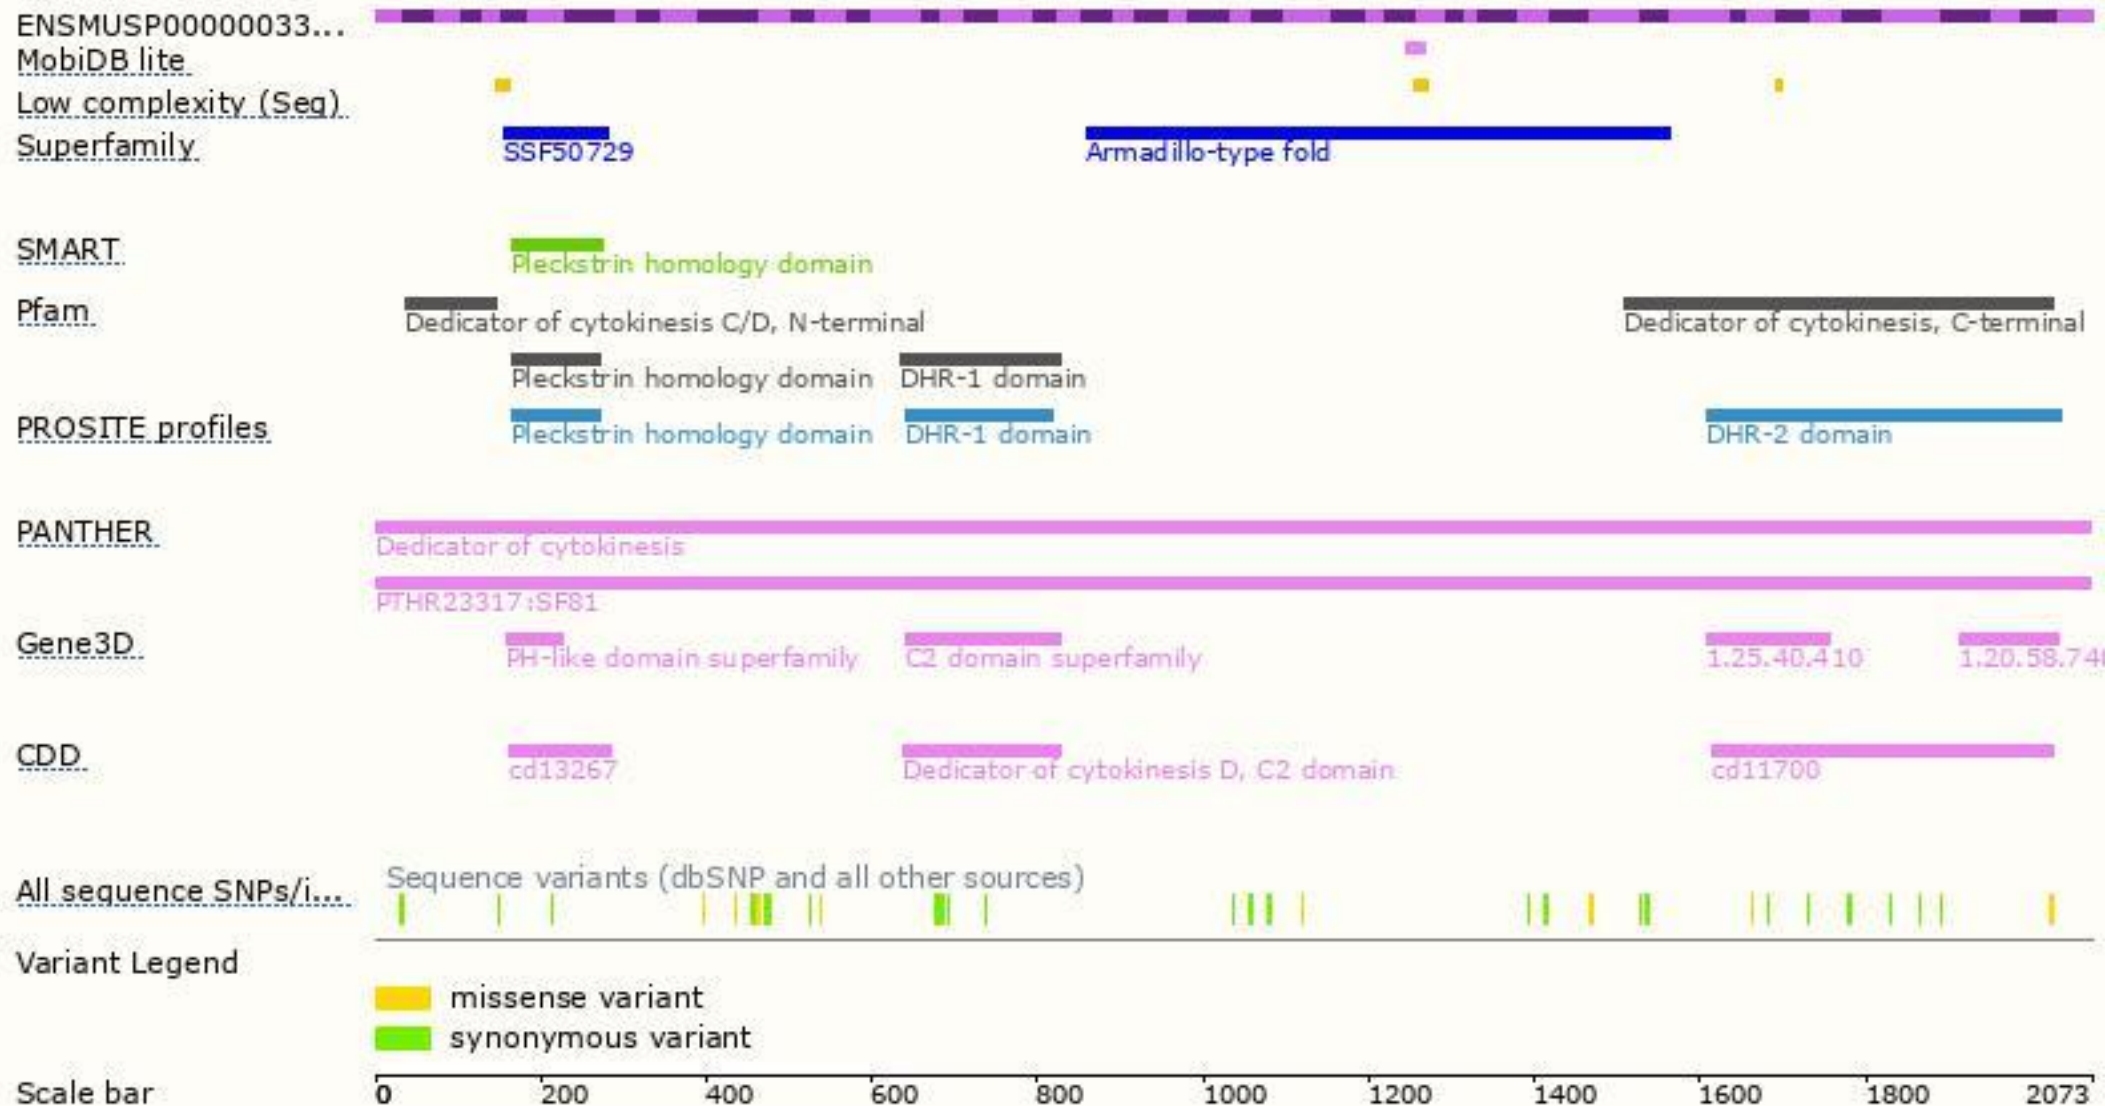 ENSMUSP00000033...
MobiDB lite
Low complexity (Seg)
Superfamily
SSF50729
Armadillo-type fold
SMART
Pleckstrin homology domain
Pfam
Dedicator of cytokinesis C/D, N-terminal
Dedicator of cytokinesis, C-terminal
Pleckstrin homology domain
DHR-1 domain
PROSITE profiles
Pleckstrin homology domain
DHR-1 domain
DHR-2 domain
PANTHER
Dedicator of cytokinesis
PTHR23317:SF81
Gene3D
PH-like domain superfamily
C2 domain superfamily
1.25.40.410
1.20.58.740
CDD
cd13267
Dedicator of cytokinesis D, C2 domain
cd11700
All sequence SNPs/i...
Sequence variants (dbSNP and all other sources)
Variant Legend
missense variant
synonymous variant
Scale bar
0 200 400 600 800 1000 1200 1400 1600 1800 2073